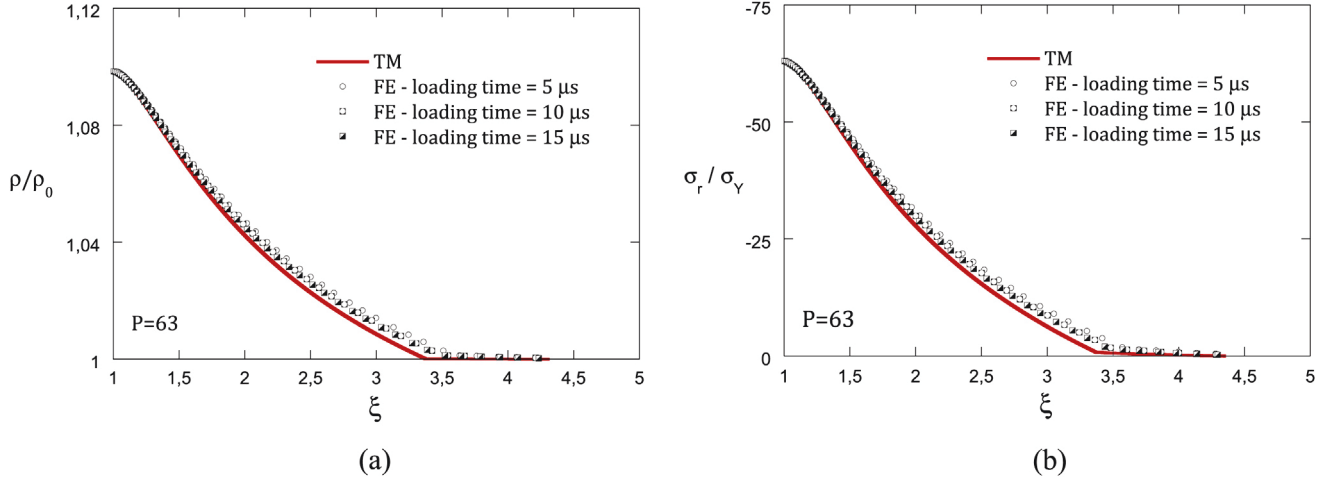 1,12
1,08
1,04
1
ρ/ρ0
TM
FE - loading time = 5 μs
FE - loading time = 10 μs
FE - loading time = 15 μs
P=63
1 1,5 2 2,5 3 3,5 4 4,5 5
ξ
(a)
-75
-50
-25
0
σr / σY
TM
FE - loading time = 5 μs
FE - loading time = 10 μs
FE - loading time = 15 μs
P=63
1 1,5 2 2,5 3 3,5 4 4,5 5
ξ
(b)